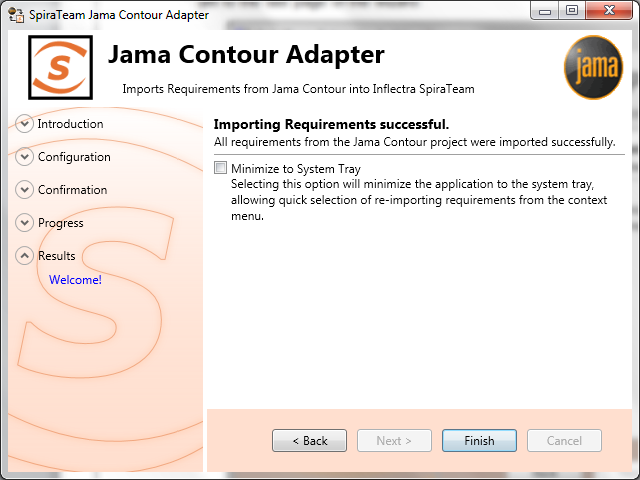 SpiraTeam Jama Contour Adapter
Jama Contour Adapter
jama
Imports Requirements from Jama Contour into Inflectra SpiraTeam
Introduction
Configuration
Confirmation
Progress
Results
Welcome!
Importing Requirements successful.
All requirements from the Jama Contour project were imported successfully.
Minimize to System Tray
Selecting this option will minimize the application to the system tray,
allowing quick selection of re-importing requirements from the context
menu.
< Back
Next >
Finish
Cancel